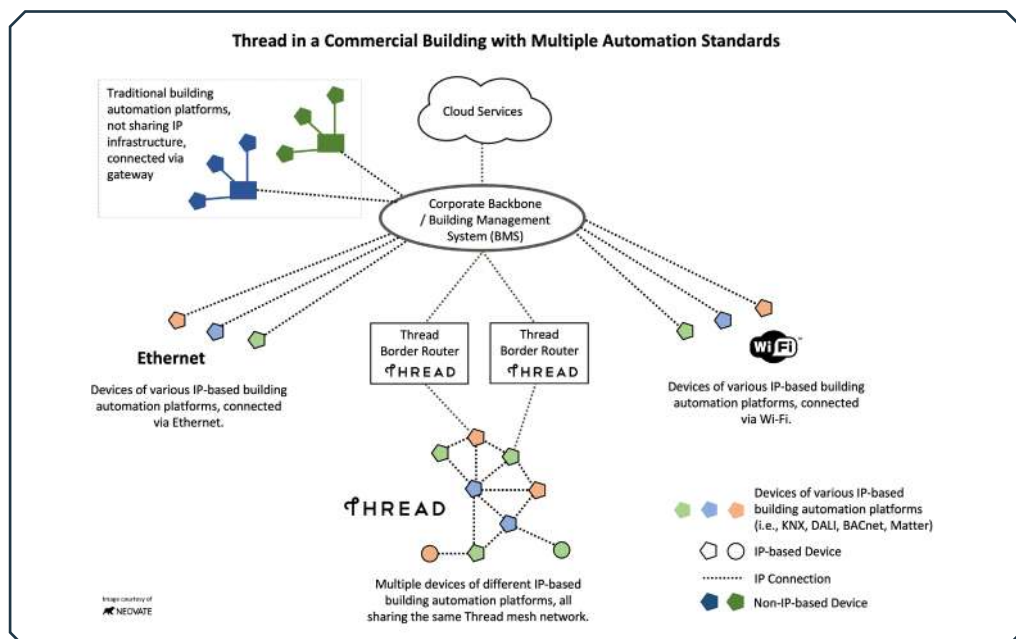 Thread in a Commercial Building with Multiple Automation Standards
Traditional building
automation platforms,
not sharing IP
infrastructure,
connected via
gateway
Cloud Services
Corporate Backbone
/ Building Management
System (BMS)
Ethernet
Devices of various IP-based building
automation platforms, connected
via Ethernet.
Thread
Border Router
THREAD
Thread
Border Router
THREAD
Wi Fi
Devices of various IP-based building
automation platforms, connected
via Wi-Fi.
THREAD
Multiple devices of different IP-based
building automation platforms, all
sharing the same Thread mesh network.
Devices of various IP-based
building automation platforms
(i.e., KNX, DALI, BACnet, Matter)
IP-based Device
IP Connection
Non-IP-based Device
Image courtesy of
NEOVATE